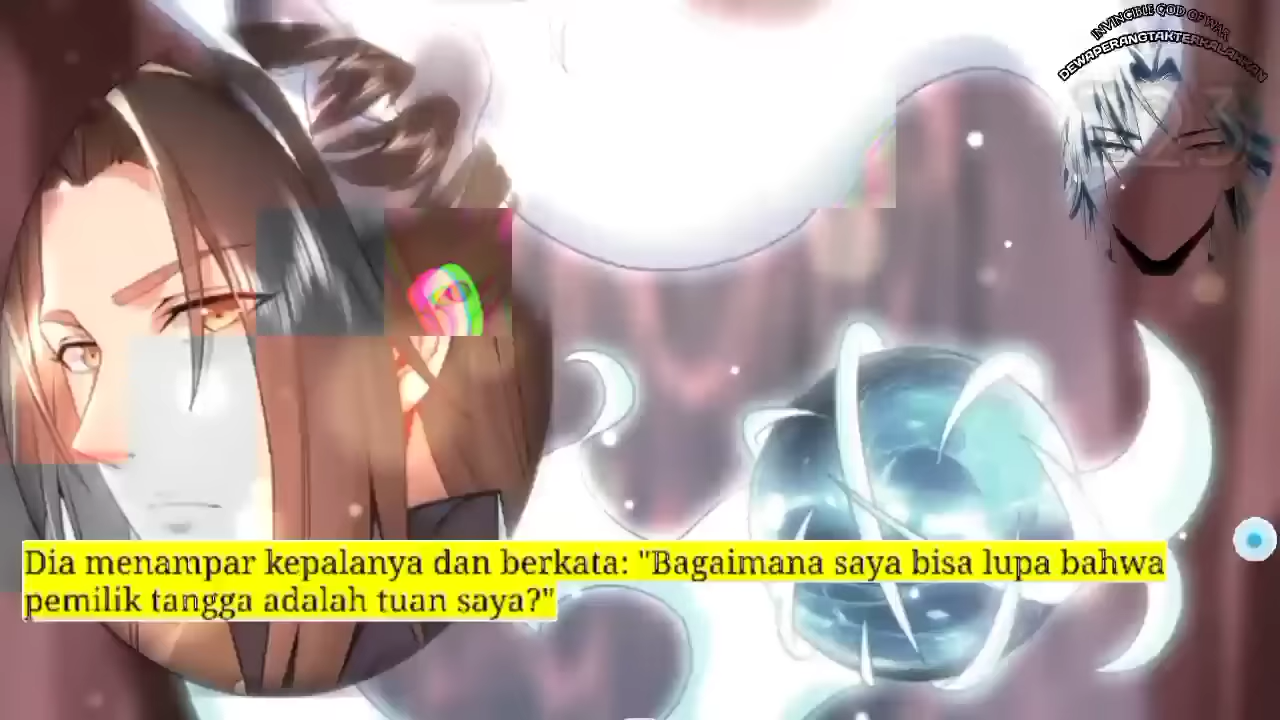 INVINCIBLE GOD OF WAR
DEWAPERANGTAKTERKALAHKAN
523
Dia menampar kepalanya dan berkata: "Bagaimana saya bisa lupa bahwa
pemilik tangga adalah tuan saya?"